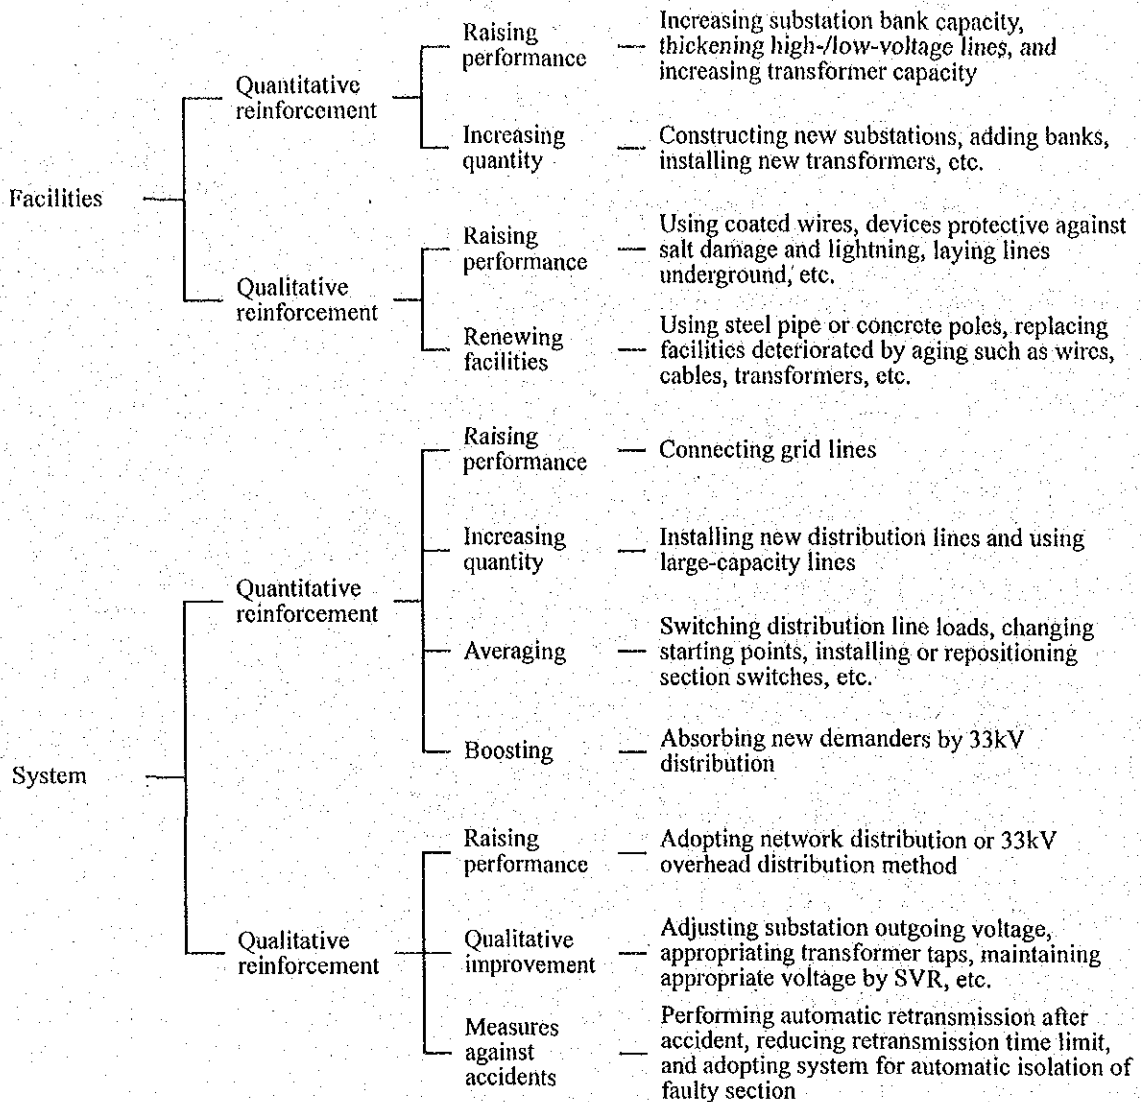 Facilities
Quantitative
reinforcement
Raising
performance
Increasing substation bank capacity,
thickening high-/low-voltage lines, and
increasing transformer capacity
Increasing
quantity
Constructing new substations, adding banks,
installing new transformers, etc.
Qualitative
reinforcement
Raising
performance
Using coated wires, devices protective against
salt damage and lightning, laying lines
underground, etc.
Renewing
facilities
Using steel pipe or concrete poles, replacing
facilities deteriorated by aging such as wires,
cables, transformers, etc.
System
Quantitative
reinforcement
Raising
performance
Connecting grid lines
Increasing
quantity
Installing new distribution lines and using
large-capacity lines
Averaging
Switching distribution line loads, changing
starting points, installing or repositioning
section switches, etc.
Boosting
Absorbing new demanders by 33kV
distribution
Qualitative
reinforcement
Raising
performance
Adopting network distribution or 33kV
overhead distribution method
Qualitative
improvement
Adjusting substation outgoing voltage,
appropriating transformer taps, maintaining
appropriate voltage by SVR, etc.
Measures
against
accidents
Performing automatic retransmission after
accident, reducing retransmission time limit,
and adopting system for automatic isolation of
faulty section